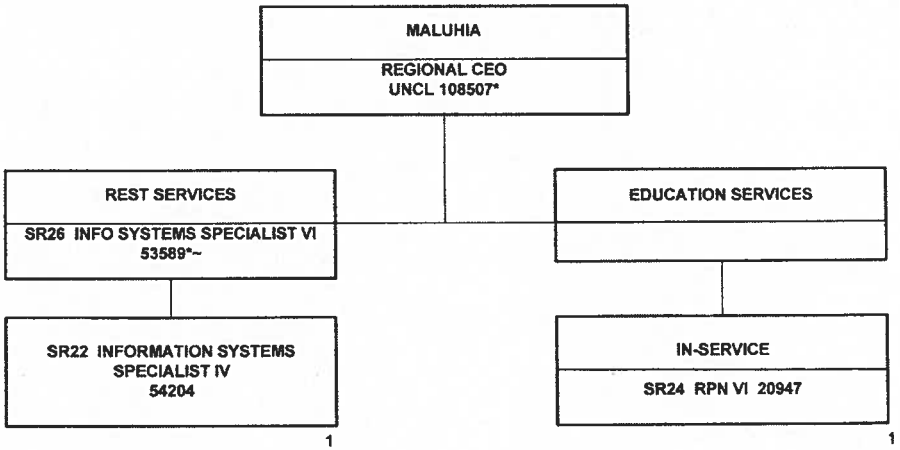 MALUHIA
REGIONAL CEO
UNCL 108507*
REST SERVICES
SR26 INFO SYSTEMS SPECIALIST VI
53589*~
EDUCATION SERVICES
SR22 INFORMATION SYSTEMS
SPECIALIST IV
54204
1
IN-SERVICE
SR24 RPN VI 20947
1